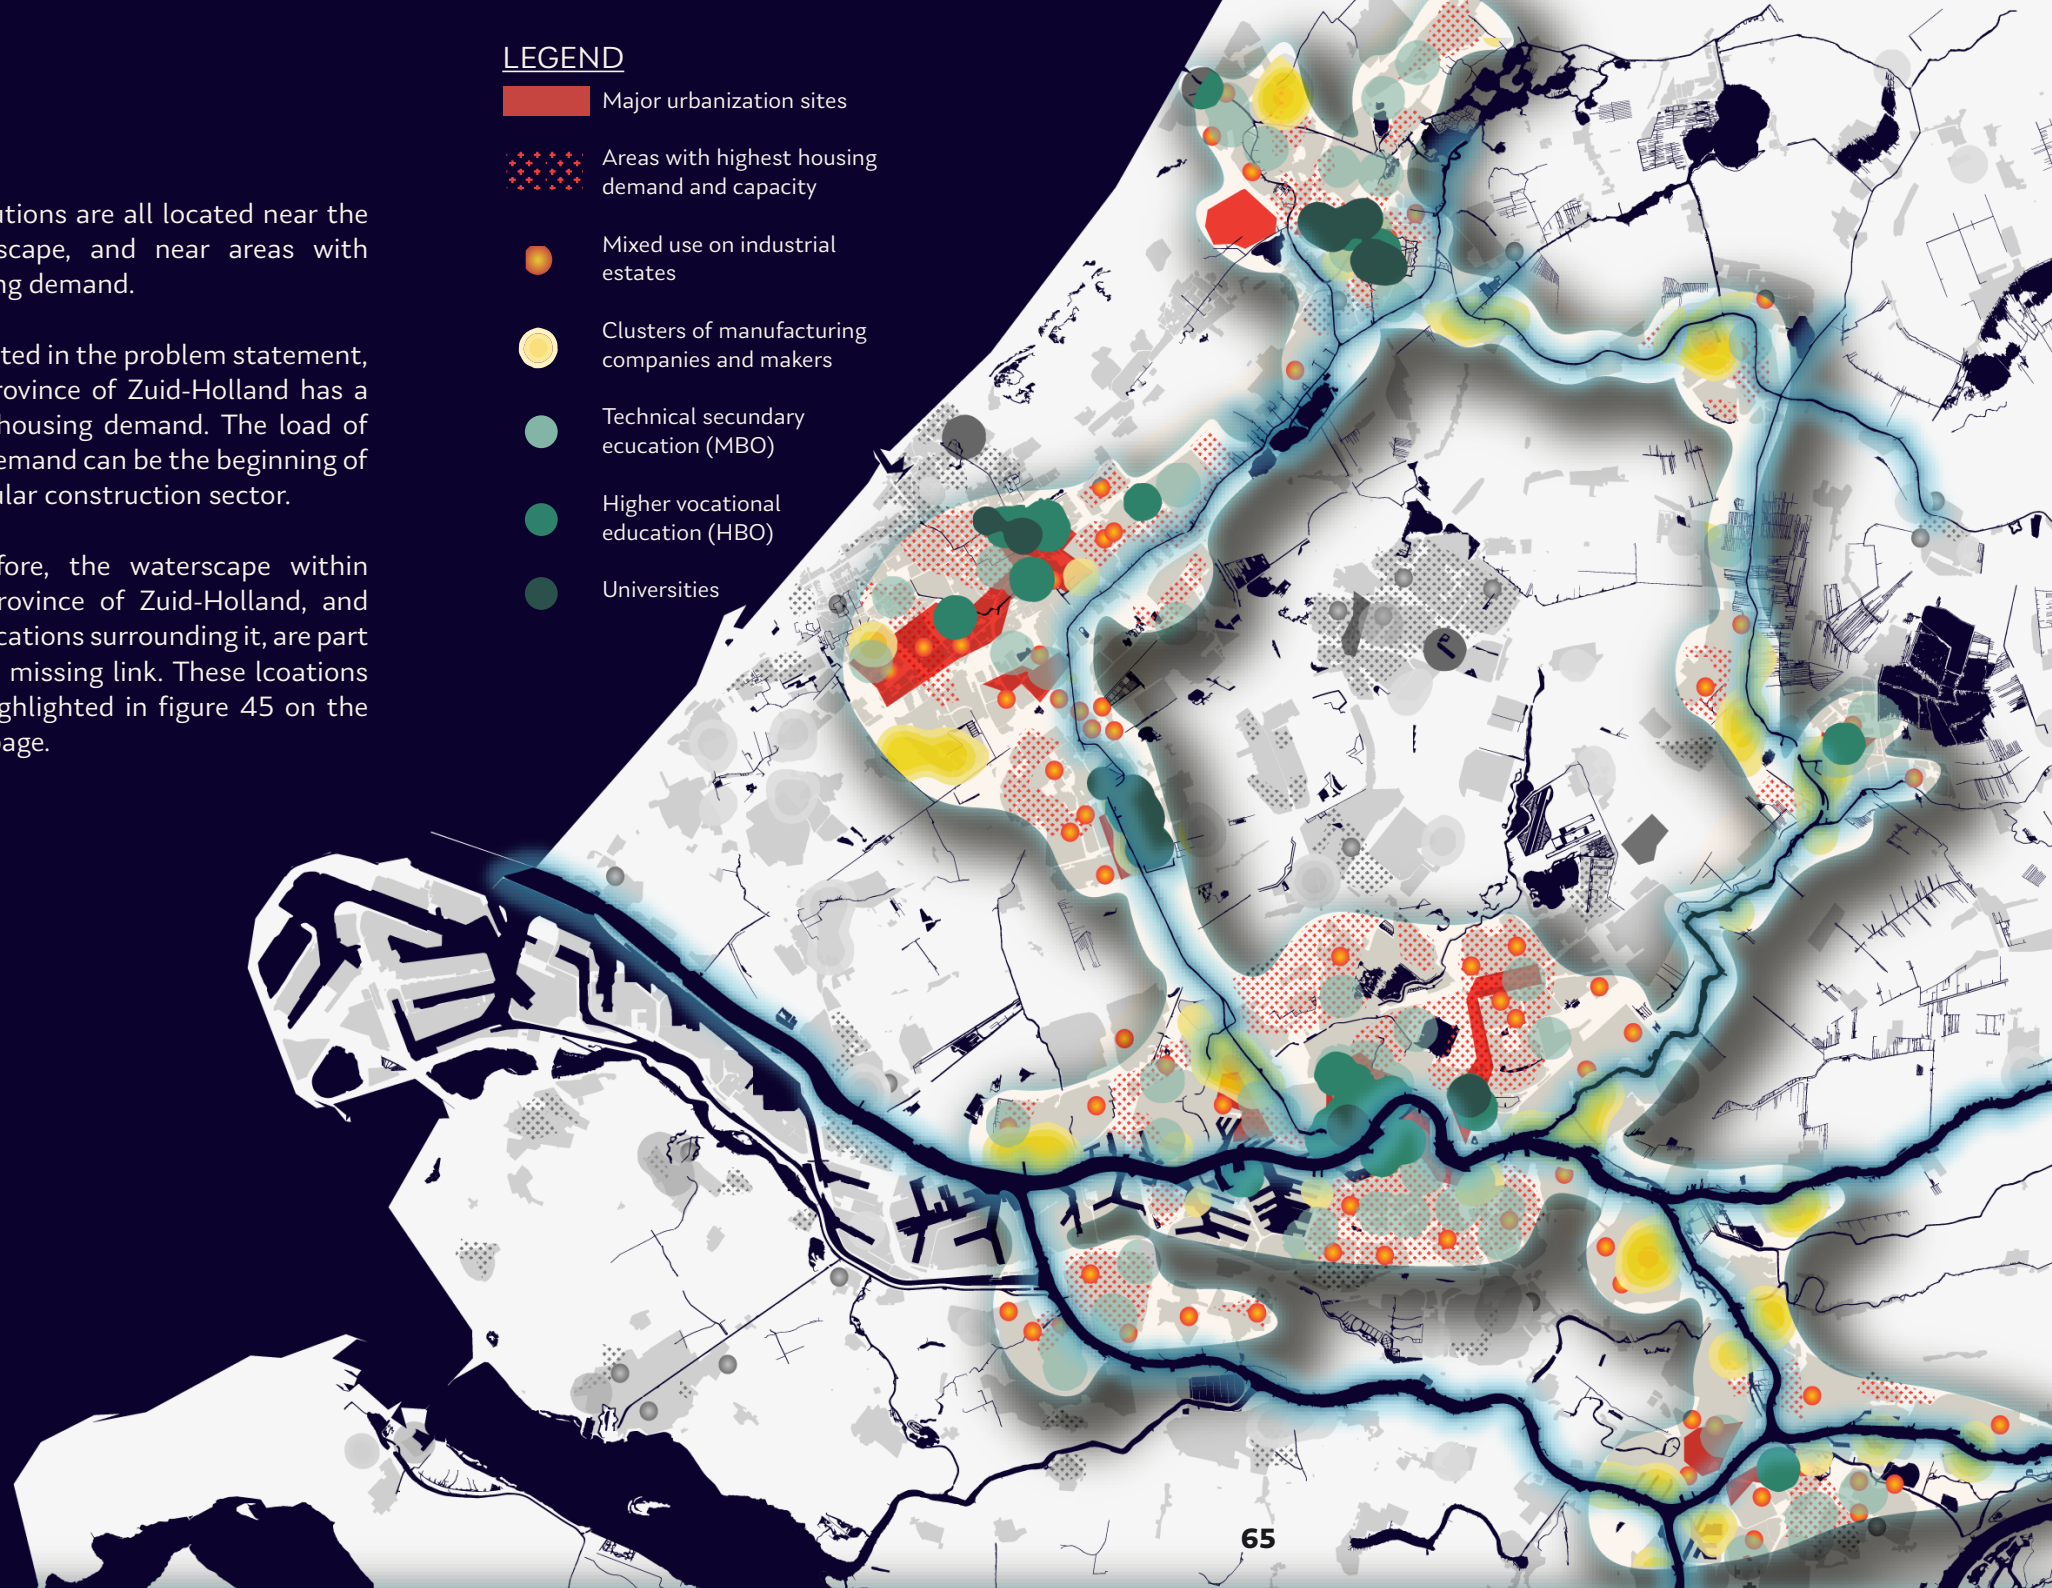 utions are all located near the
scape, and near areas with
ng demand.
ted in the problem statement,
rovince of Zuid-Holland has a
housing demand. The load of
emand can be the beginning of
ular construction sector.
fore, the waterscape within
rovince of Zuid-Holland, and
cations surrounding it, are part
missing link. These lcoations
ghlighted in figure 45 on the
page.
LEGEND
Major urbanization sites
Areas with highest housing
demand and capacity
Mixed use on industrial
estates
Clusters of manufacturing
companies and makers
Technical secundary
ecucation (MBO)
Higher vocational
education (HBO)
Universities
65